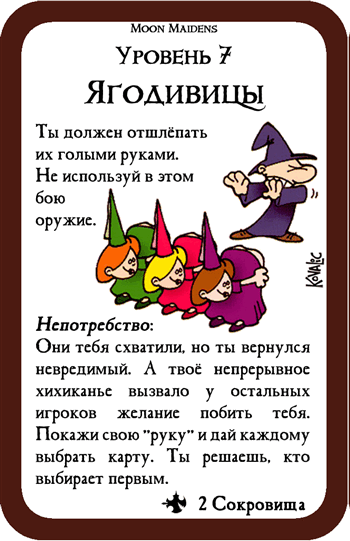 Moon Maidens
Уровень 7
Ягодивицы
Ты должен отшлёпать
их голыми руками.
Не используй в этом
бою
оружие.
Kovalic
Непотребство:
Они тебя схватили, но ты вернулся
невредимый. А твоё непрерывное
хихиканье вызвало у остальных
игроков желание побить тебя.
Покажи свою "руку" и дай каждому
выбрать карту. Ты решаешь, кто
выбирает первым.
2 Сокровища